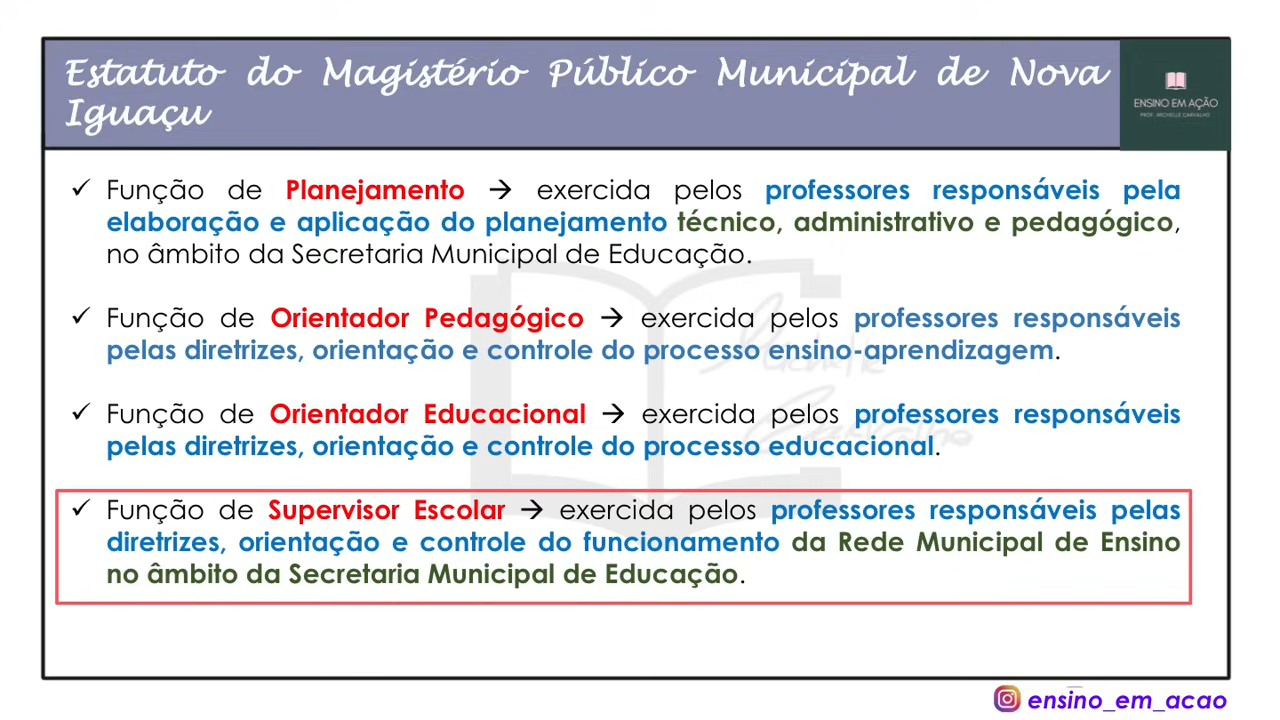 Estatuto do Magistério Público Municipal de Nova
Iguaçu
ENSINO EM AÇÃO
PROF. MICHELLE CARVALHO
✓ Função de Planejamento → exercida pelos professores responsáveis pela
elaboração e aplicação do planejamento técnico, administrativo e pedagógico,
no âmbito da Secretaria Municipal de Educação.
✓ Função de Orientador Pedagógico → exercida pelos professores responsáveis
pelas diretrizes, orientação e controle do processo ensino-aprendizagem.
✓ Função de Orientador Educacional → exercida pelos professores responsáveis
pelas diretrizes, orientação e controle do processo educacional.
✓ Função de Supervisor Escolar → exercida pelos professores responsáveis pelas
diretrizes, orientação e controle do funcionamento da Rede Municipal de Ensino
no âmbito da Secretaria Municipal de Educação.
Carvalho
ensino_em_acao